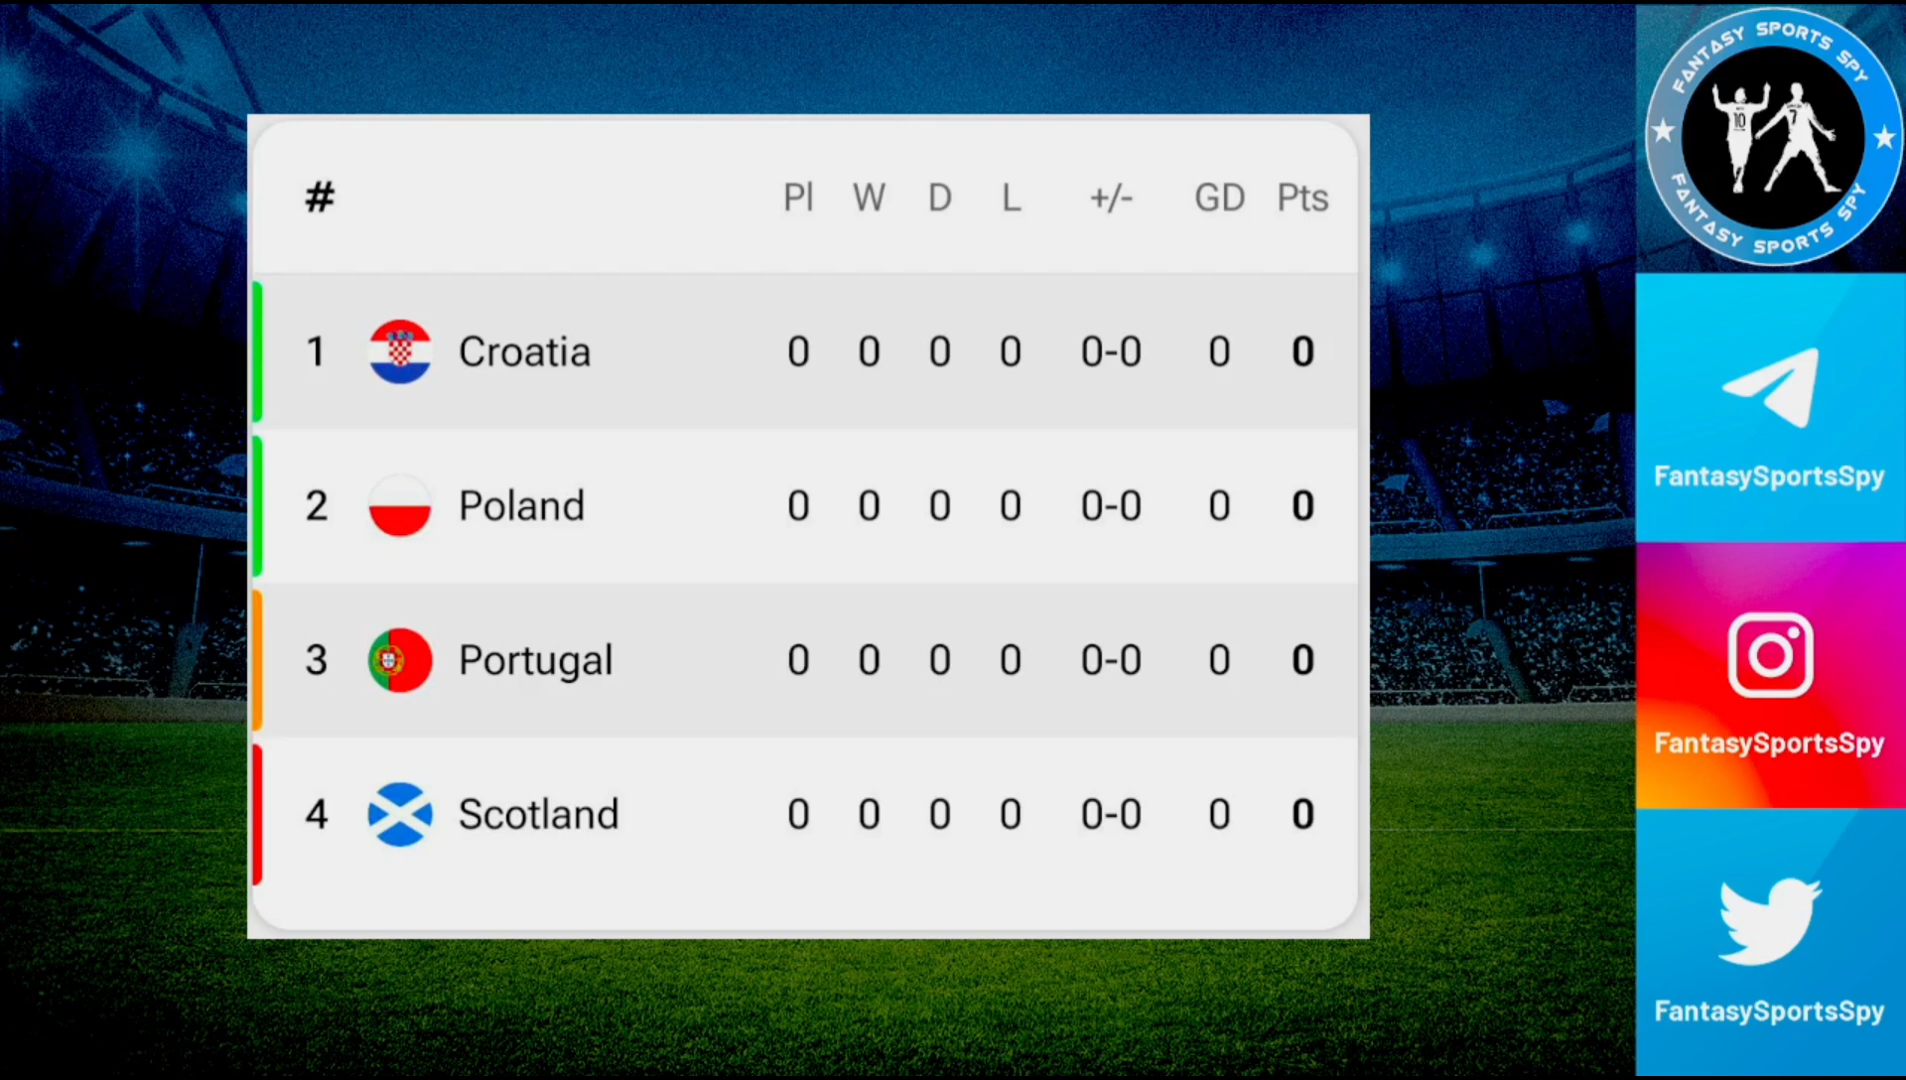 # Pl W D L +/- GD Pts
1 Croatia 0 0 0 0 0-0 0 0
2 Poland 0 0 0 0 0-0 0 0
3 Portugal 0 0 0 0 0-0 0 0
4 Scotland 0 0 0 0 0-0 0 0
FANTASY SPORTS SPY
10 7
FANTASY SPORTS SPY
FantasySportsSpy
FantasySportsSpy
FantasySportsSpy